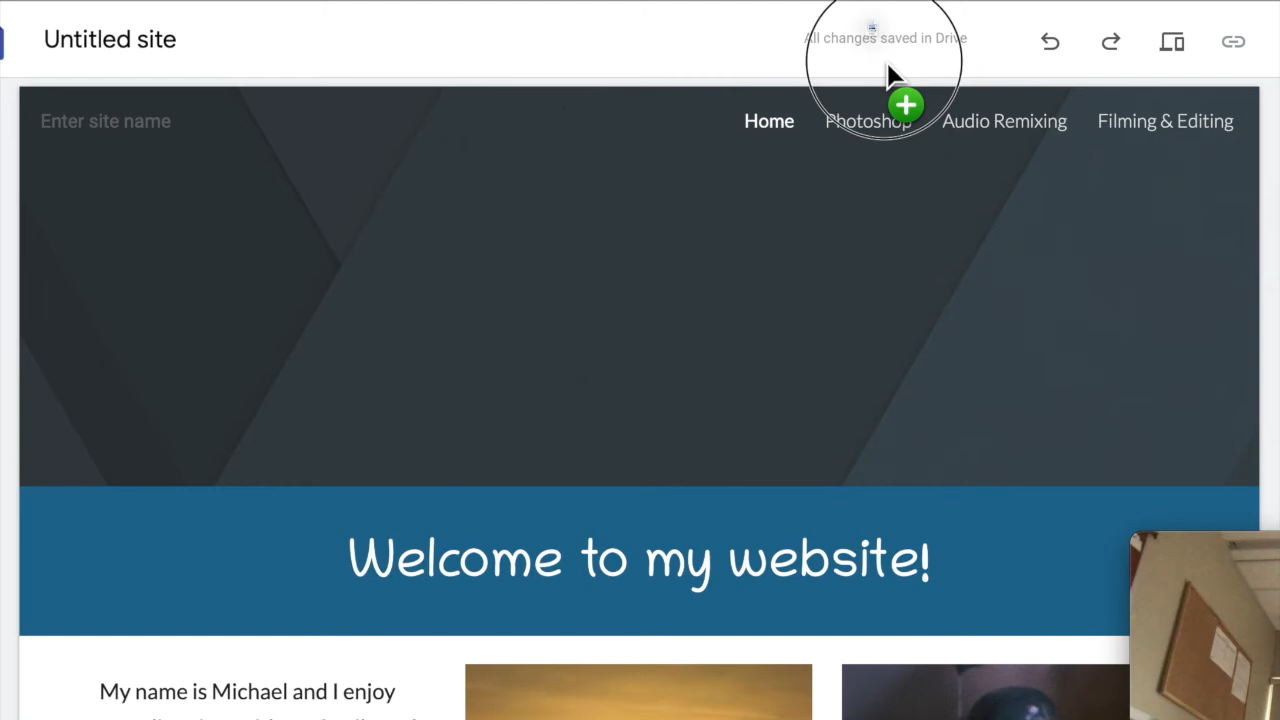 Untitled site
All changes saved in Drive
Enter site name
Home
Photoshop
Audio Remixing
Filming & Editing
Welcome to my website!
My name is Michael and I enjoy